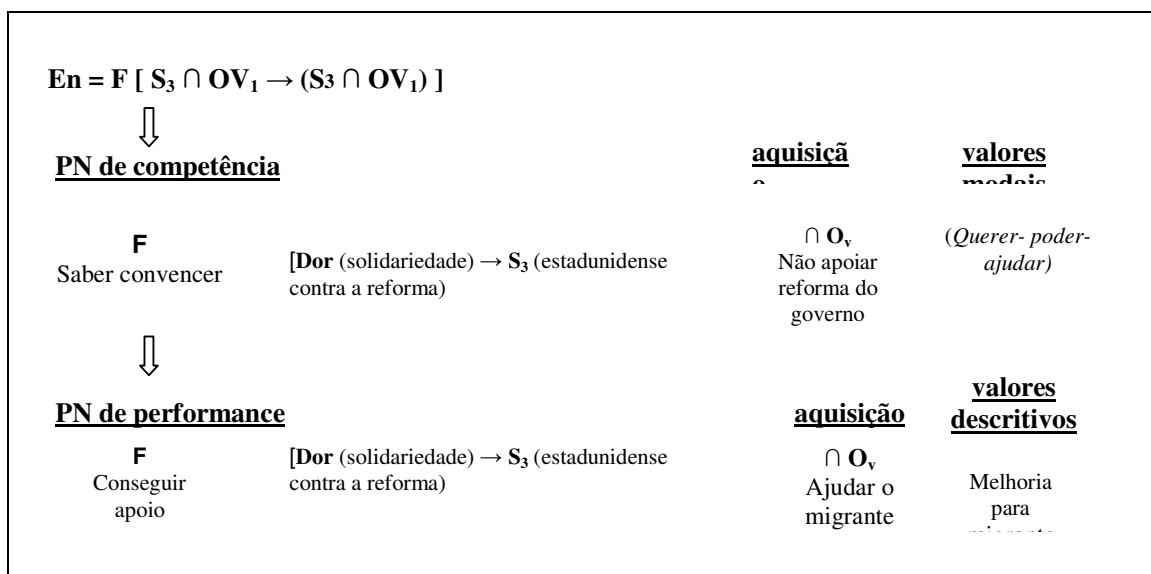 En = F [ S₃ ∩ OV₁ → (S3 ∩ OV₁) ]
PN de competência
aquisiçã
valores
F
Saber convencer
[Dor (solidariedade) → S₃ (estadunidense
contra a reforma)
∩ Oᵥ
Não apoiar
reforma do
governo
(Querer- poder-
ajudar)
PN de performance
aquisição
valores
descritivos
F
Conseguir
apoio
[Dor (solidariedade) → S₃ (estadunidense
contra a reforma)
∩ Oᵥ
Ajudar o
migrante
Melhoria
para